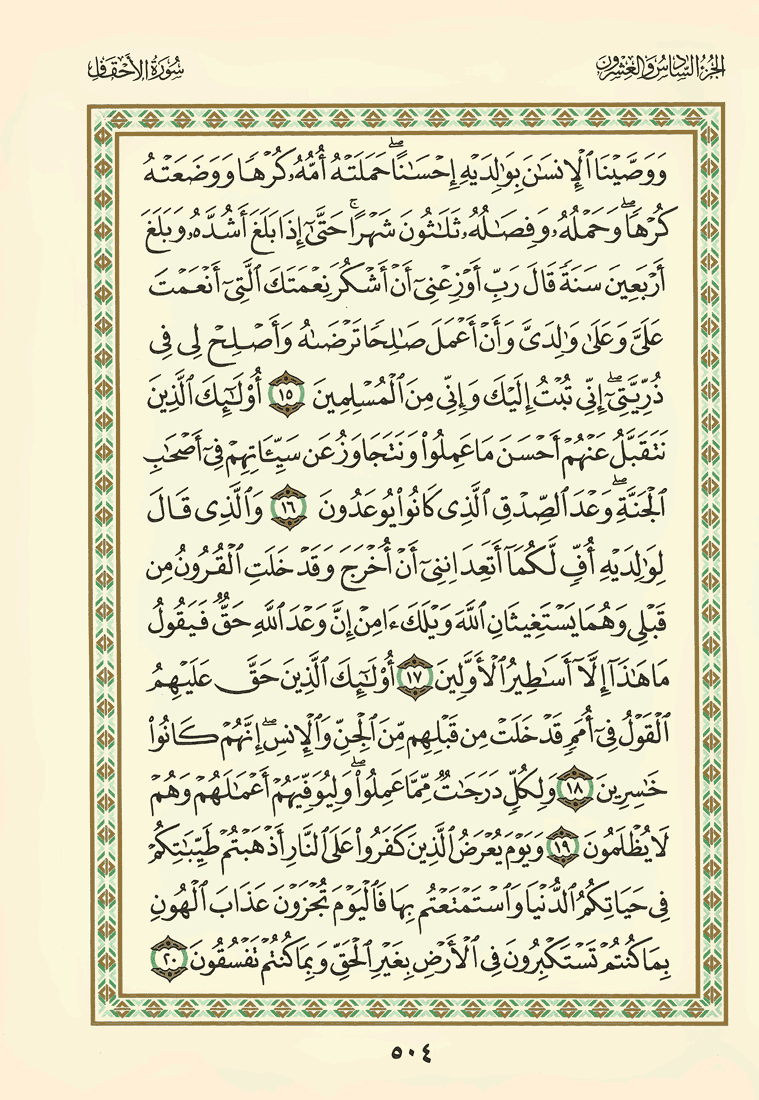 الجزء السادس والعشرون
سورة الأحقاف
وَوَصَّيْنَا ٱلْإِنسَـٰنَ بِوَٰلِدَيْهِ إِحْسَـٰنًا ۖ حَمَلَتْهُ أُمُّهُۥ كُرْهًا وَوَضَعَتْهُ
كُرْهًا ۖ وَحَمْلُهُۥ وَفِصَـٰلُهُۥ ثَلَـٰثُونَ شَهْرًا ۚ حَتَّىٰٓ إِذَا بَلَغَ أَشُدَّهُۥ وَبَلَغَ
أَرْبَعِينَ سَنَةً قَالَ رَبِّ أَوْزِعْنِىٓ أَنْ أَشْكُرَ نِعْمَتَكَ ٱلَّتِىٓ أَنْعَمْتَ
عَلَىَّ وَعَلَىٰ وَٰلِدَىَّ وَأَنْ أَعْمَلَ صَـٰلِحًا تَرْضَىٰهُ وَأَصْلِحْ لِى فِى
ذُرِّيَّتِىٓ ۖ إِنِّى تُبْتُ إِلَيْكَ وَإِنِّى مِنَ ٱلْمُسْلِمِينَ ١٥ أُو۟لَـٰٓئِكَ ٱلَّذِينَ
نَتَقَبَّلُ عَنْهُمْ أَحْسَنَ مَا عَمِلُوا۟ وَنَتَجَاوَزُ عَن سَيِّـَٔاتِهِمْ فِىٓ أَصْحَـٰبِ
ٱلْجَنَّةِ ۖ وَعْدَ ٱلصِّدْقِ ٱلَّذِى كَانُوا۟ يُوعَدُونَ ١٦ وَٱلَّذِى قَالَ
لِوَٰلِدَيْهِ أُفٍّ لَّكُمَآ أَتَعِدَانِنِىٓ أَنْ أُخْرَجَ وَقَدْ خَلَتِ ٱلْقُرُونُ مِن
قَبْلِى وَهُمَا يَسْتَغِيثَانِ ٱللَّهَ وَيْلَكَ ءَامِنْ إِنَّ وَعْدَ ٱللَّهِ حَقٌّ فَيَقُولُ
مَا هَـٰذَآ إِلَّآ أَسَـٰطِيرُ ٱلْأَوَّلِينَ ١٧ أُو۟لَـٰٓئِكَ ٱلَّذِينَ حَقَّ عَلَيْهِمُ
ٱلْقَوْلُ فِىٓ أُمَمٍ قَدْ خَلَتْ مِن قَبْلِهِم مِّنَ ٱلْجِنِّ وَٱلْإِنسِ ۖ إِنَّهُمْ كَانُوا۟
خَـٰسِرِينَ ١٨ وَلِكُلٍّ دَرَجَـٰتٌ مِّمَّا عَمِلُوا۟ ۖ وَلِيُوَفِّيَهُمْ أَعْمَـٰلَهُمْ وَهُمْ
لَا يُظْلَمُونَ ١٩ وَيَوْمَ يُعْرَضُ ٱلَّذِينَ كَفَرُوا۟ عَلَى ٱلنَّارِ أَذْهَبْتُمْ طَيِّبَـٰتِكُمْ
فِى حَيَاتِكُمُ ٱلدُّنْيَا وَٱسْتَمْتَعْتُم بِهَا فَٱلْيَوْمَ تُجْزَوْنَ عَذَابَ ٱلْهُونِ
بِمَا كُنتُمْ تَسْتَكْبِرُونَ فِى ٱلْأَرْضِ بِغَيْرِ ٱلْحَقِّ وَبِمَا كُنتُمْ تَفْسُقُونَ ٢٠
٥٠٤